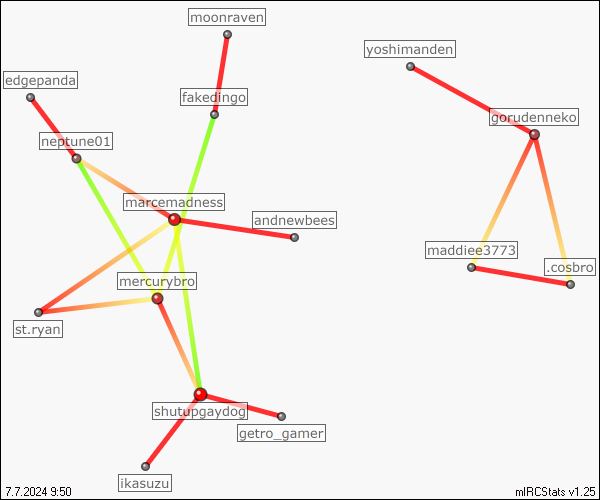 moonraven
yoshimanden
edgepanda
fakedingo
gorudenneko
neptune01
marcemadness
andnewbees
maddiee3773
.cosbro
mercurybro
st.ryan
shutupgaydog
getro_gamer
ikasuzu
7.7.2024 9:50
mIRCStats v1.25